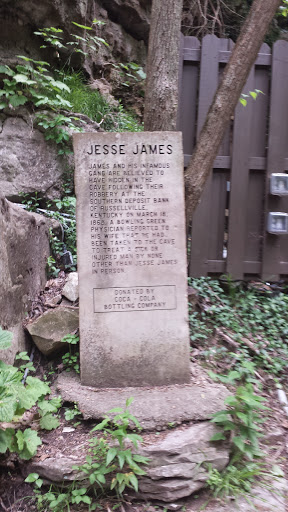 JESSE JAMES
JAMES AND HIS INFAMOUS
GANG ARE BELIEVED TO
HAVE HIDDEN IN THE
CAVE FOLLOWING THEIR
ROBBERY AT THE
SOUTHERN DEPOSIT BANK
OF RUSSELLVILLE,
KENTUCKY ON MARCH 18
1868. A BOWLING GREEN
PHYSICIAN REPORTED TO
HIS WIFE THAT HE HAD
BEEN TAKEN TO THE CAVE
TO TREAT A OR
INJURED MAN BY NONE
OTHER THAN JESSE JAMES
IN PERSON.
DONATED BY
COCA - COLA
BOTTLING COMPANY